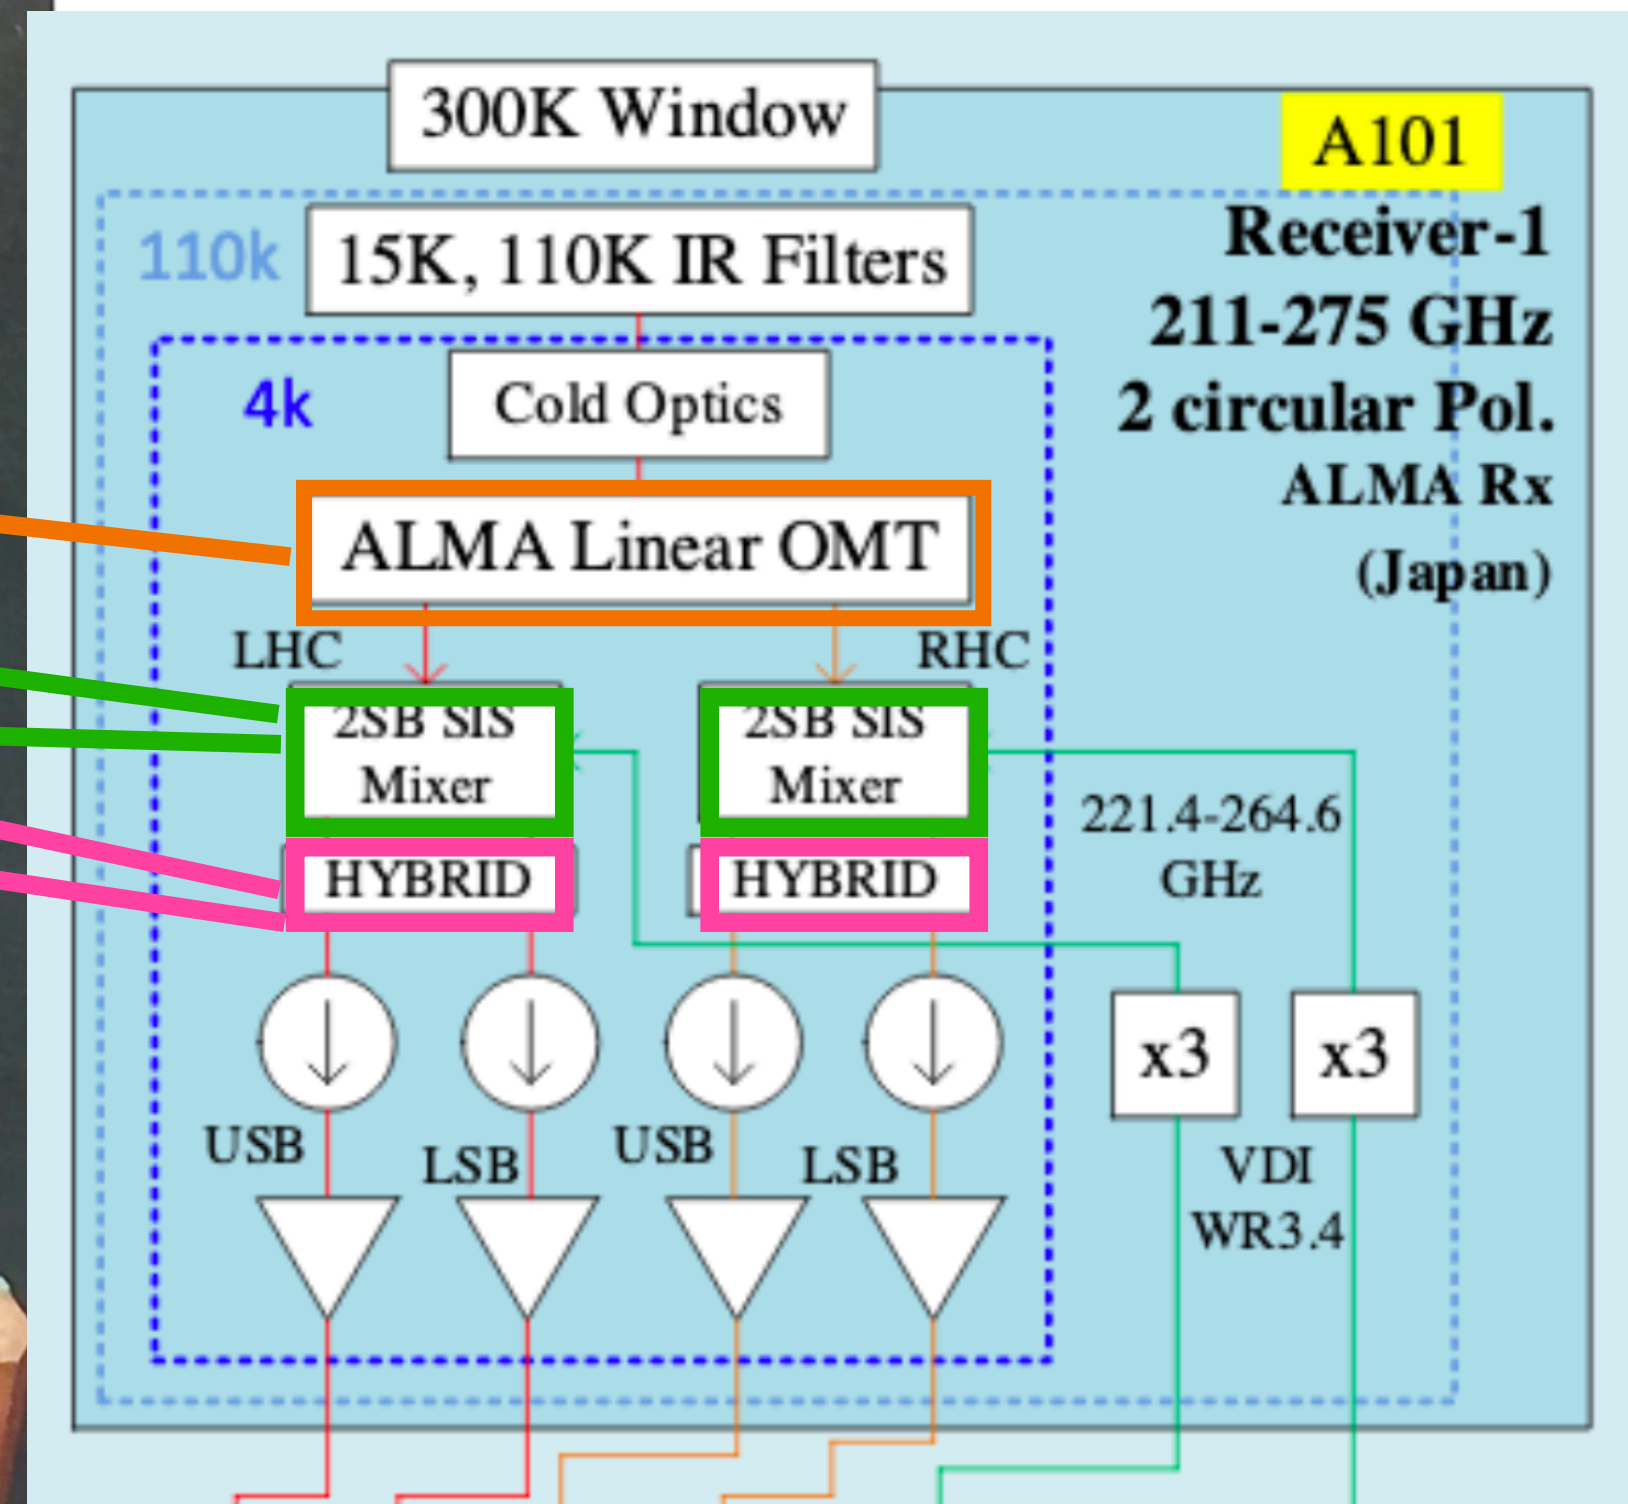 300K Window
A101
110k
15K, 110K IR Filters
Receiver-1
211-275 GHz
2 circular Pol.
ALMA Rx
(Japan)
4k
Cold Optics
ALMA Linear OMT
LHC
RHC
2SB SIS
Mixer
2SB SIS
Mixer
221.4-264.6
GHz
HYBRID
HYBRID
x3
x3
USB
LSB
USB
LSB
VDI
WR3.4